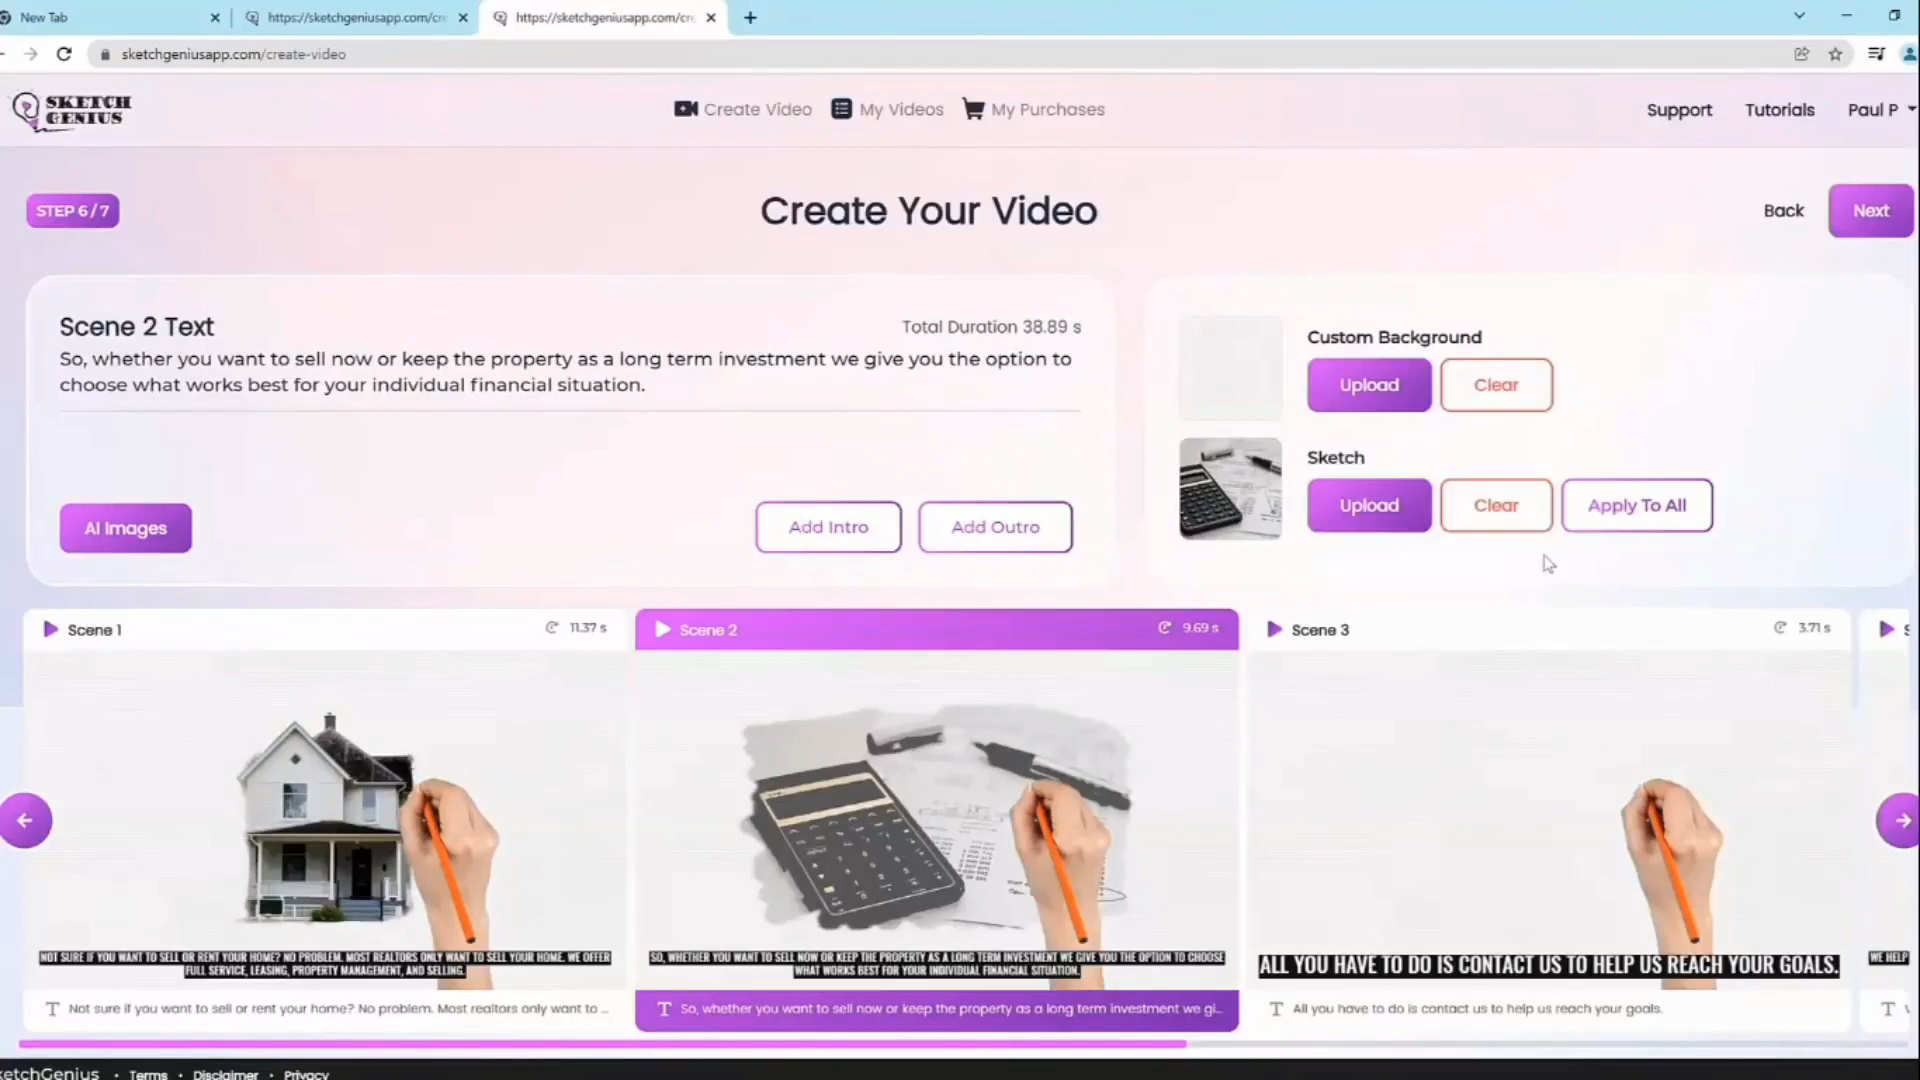 New Tab
https://sketchgeniusapp.com/cre
https://sketchgeniusapp.com/cre
sketchgeniusapp.com/create-video
SKETCH
GENIUS
Create Video
My Videos
My Purchases
Support
Tutorials
Paul P
STEP 6 / 7
Create Your Video
Back
Next
Scene 2 Text
Total Duration 38.89 s
So, whether you want to sell now or keep the property as a long term investment we give you the option to
choose what works best for your individual financial situation.
AI Images
Add Intro
Add Outro
Custom Background
Upload
Clear
Sketch
Upload
Clear
Apply To All
Scene 1
11.37 s
Scene 2
9.69 s
Scene 3
3.71 s
S
NOT SURE IF YOU WANT TO SELL OR RENT YOUR HOME? NO PROBLEM. MOST REALTORS ONLY WANT TO SELL YOUR HOME. WE OFFER
FULL SERVICE, LEASING, PROPERTY MANAGEMENT, AND SELLING.
SO, WHETHER YOU WANT TO SELL NOW OR KEEP THE PROPERTY AS A LONG TERM INVESTMENT WE GIVE YOU THE OPTION TO CHOOSE
WHAT WORKS BEST FOR YOUR INDIVIDUAL FINANCIAL SITUATION.
ALL YOU HAVE TO DO IS CONTACT US TO HELP US REACH YOUR GOALS.
WE HELP
Not sure if you want to sell or rent your home? No problem. Most realtors only want to ...
So, whether you want to sell now or keep the property as a long term investment we gi...
All you have to do is contact us to help us reach your goals.
ketchGenius · Terms · Disclaimer · Privacy